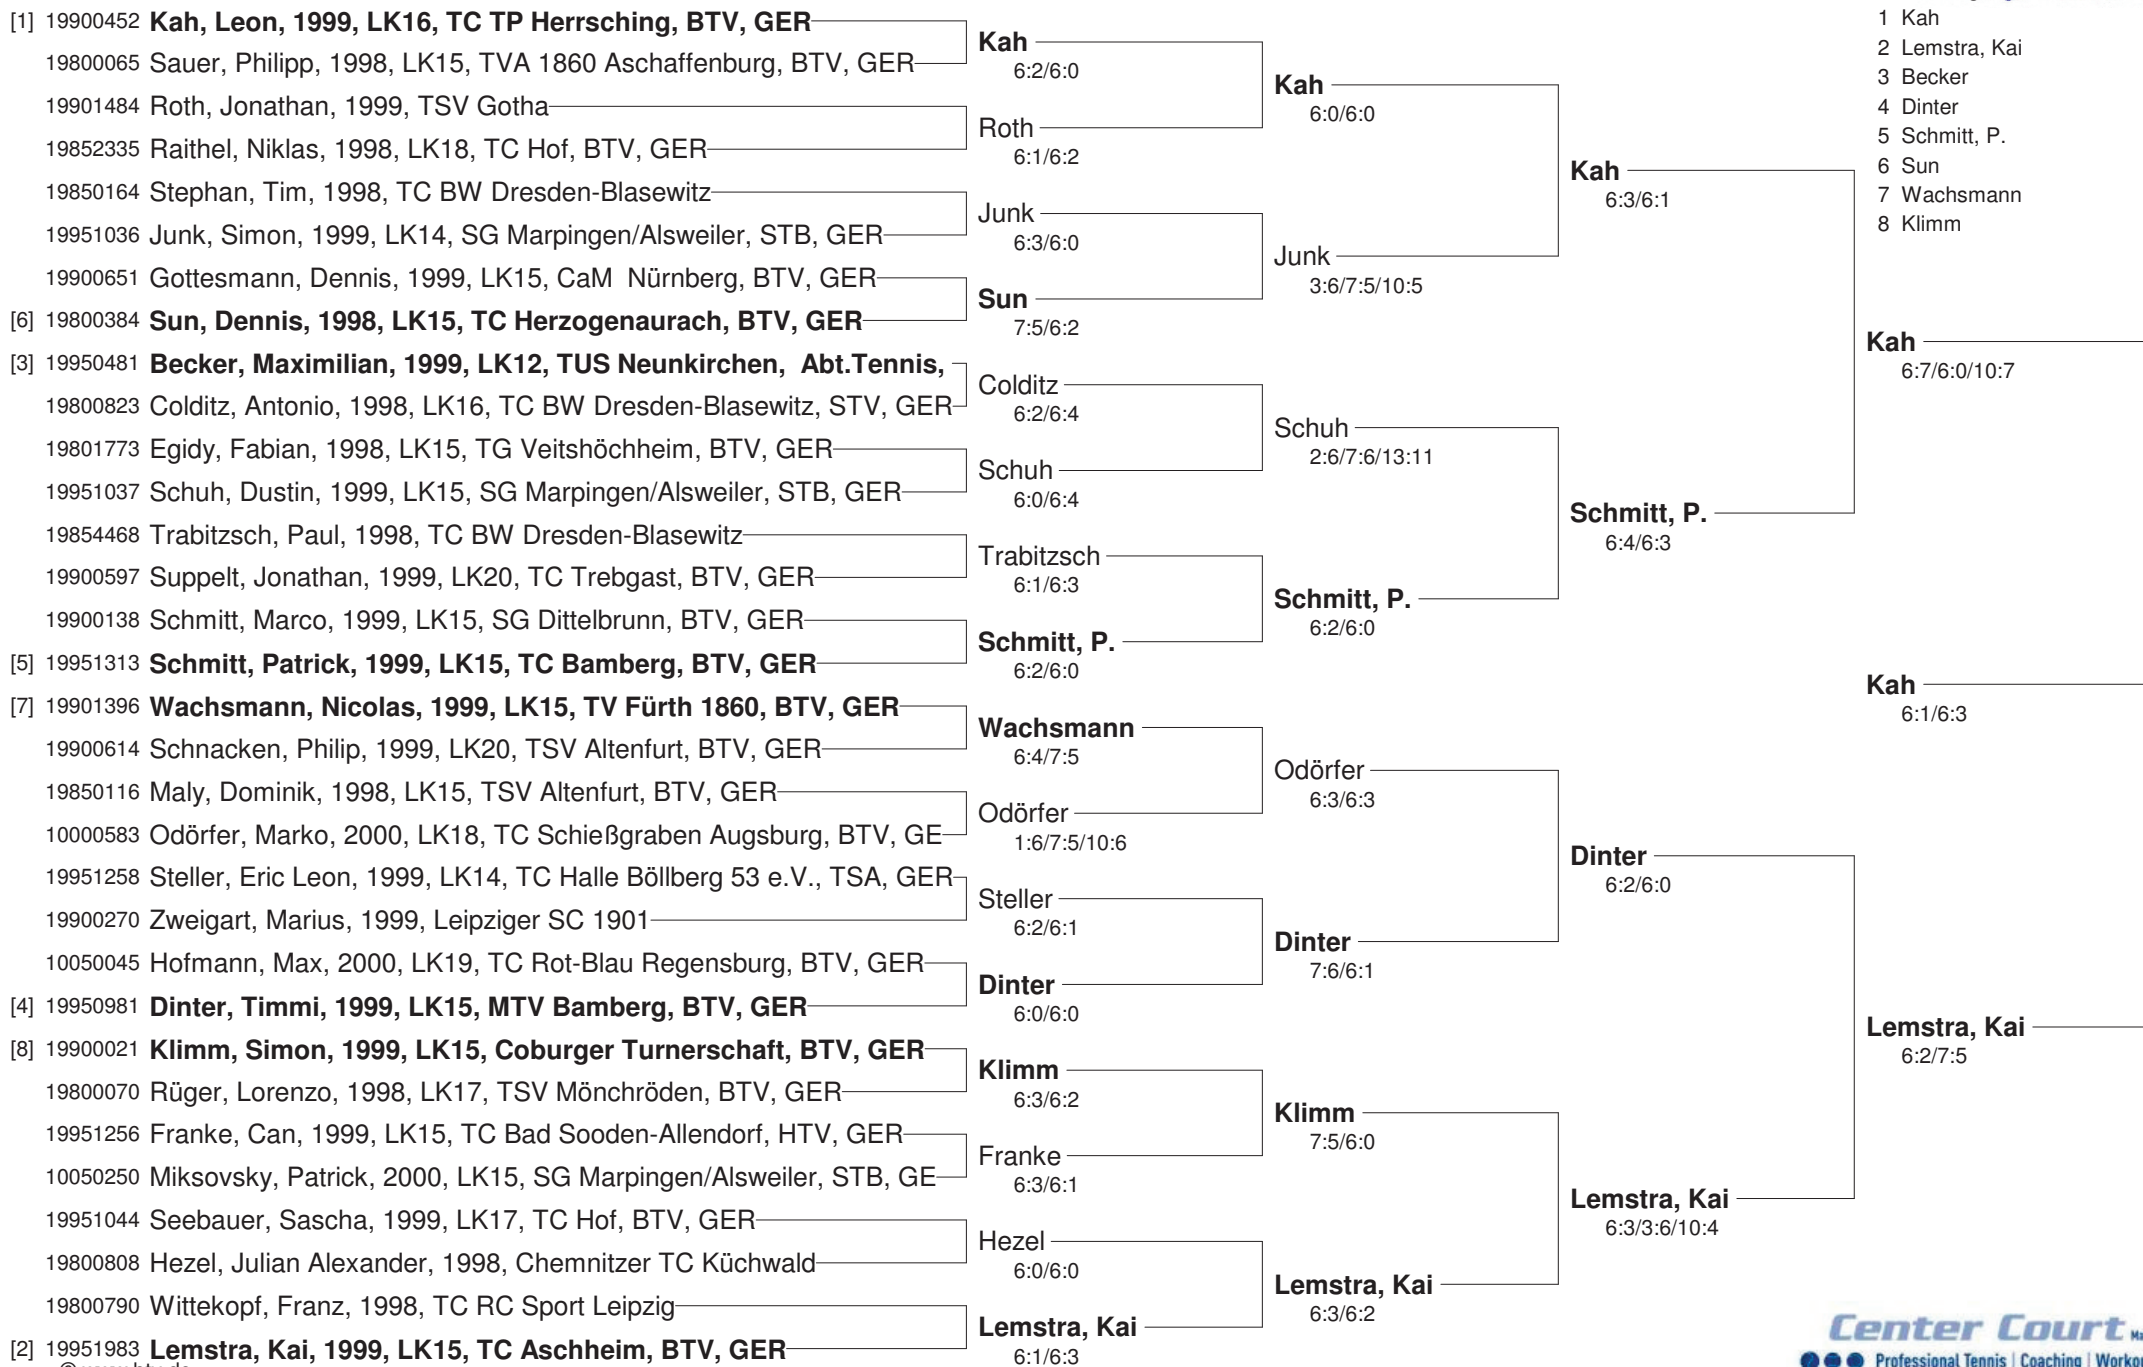 [1] 19900452 Kah, Leon, 1999, LK16, TC TP Herrsching, BTV, GER
19800065 Sauer, Philipp, 1998, LK15, TVA 1860 Aschaffenburg, BTV, GER
19901484 Roth, Jonathan, 1999, TSV Gotha
19852335 Raithel, Niklas, 1998, LK18, TC Hof, BTV, GER
19850164 Stephan, Tim, 1998, TC BW Dresden-Blasewitz
19951036 Junk, Simon, 1999, LK14, SG Marpingen/Alsweiler, STB, GER
19900651 Gottesmann, Dennis, 1999, LK15, CaM Nürnberg, BTV, GER
[6] 19800384 Sun, Dennis, 1998, LK15, TC Herzogenaurach, BTV, GER
[3] 19950481 Becker, Maximilian, 1999, LK12, TUS Neunkirchen, Abt.Tennis,
19800823 Colditz, Antonio, 1998, LK16, TC BW Dresden-Blasewitz, STV, GER
19801773 Egidy, Fabian, 1998, LK15, TG Veitshöchheim, BTV, GER
19951037 Schuh, Dustin, 1999, LK15, SG Marpingen/Alsweiler, STB, GER
19854468 Trabitzsch, Paul, 1998, TC BW Dresden-Blasewitz
19900597 Suppelt, Jonathan, 1999, LK20, TC Trebgast, BTV, GER
19900138 Schmitt, Marco, 1999, LK15, SG Dittelbrunn, BTV, GER
[5] 19951313 Schmitt, Patrick, 1999, LK15, TC Bamberg, BTV, GER
[7] 19901396 Wachsmann, Nicolas, 1999, LK15, TV Fürth 1860, BTV, GER
19900614 Schnacken, Philip, 1999, LK20, TSV Altenfurt, BTV, GER
19850116 Maly, Dominik, 1998, LK15, TSV Altenfurt, BTV, GER
10000583 Odörfer, Marko, 2000, LK18, TC Schießgraben Augsburg, BTV, GE
19951258 Steller, Eric Leon, 1999, LK14, TC Halle Böllberg 53 e.V., TSA, GER
19900270 Zweigart, Marius, 1999, Leipziger SC 1901
10050045 Hofmann, Max, 2000, LK19, TC Rot-Blau Regensburg, BTV, GER
[4] 19950981 Dinter, Timmi, 1999, LK15, MTV Bamberg, BTV, GER
[8] 19900021 Klimm, Simon, 1999, LK15, Coburger Turnerschaft, BTV, GER
19800070 Rüger, Lorenzo, 1998, LK17, TSV Mönchröden, BTV, GER
19951256 Franke, Can, 1999, LK15, TC Bad Sooden-Allendorf, HTV, GER
10050250 Miksovsky, Patrick, 2000, LK15, SG Marpingen/Alsweiler, STB, GE
19951044 Seebauer, Sascha, 1999, LK17, TC Hof, BTV, GER
19800808 Hezel, Julian Alexander, 1998, Chemnitzer TC Küchwald
19800790 Wittekopf, Franz, 1998, TC RC Sport Leipzig
[2] 19951983 Lemstra, Kai, 1999, LK15, TC Aschheim, BTV, GER
Kah
6:2/6:0
Roth
6:1/6:2
Junk
6:3/6:0
Sun
7:5/6:2
Colditz
6:2/6:4
Schuh
6:0/6:4
Trabitzsch
6:1/6:3
Schmitt, P.
6:2/6:0
Wachsmann
6:4/7:5
Odörfer
1:6/7:5/10:6
Steller
6:2/6:1
Dinter
6:0/6:0
Klimm
6:3/6:2
Franke
6:3/6:1
Hezel
6:0/6:0
Lemstra, Kai
6:1/6:3
Kah
6:0/6:0
Junk
3:6/7:5/10:5
Schuh
2:6/7:6/13:11
Schmitt, P.
6:2/6:0
Odörfer
6:3/6:3
Dinter
7:6/6:1
Klimm
7:5/6:0
Lemstra, Kai
6:3/6:2
Kah
6:3/6:1
Schmitt, P.
6:4/6:3
Dinter
6:2/6:0
Lemstra, Kai
6:3/3:6/10:4
1 Kah
2 Lemstra, Kai
3 Becker
4 Dinter
5 Schmitt, P.
6 Sun
7 Wachsmann
8 Klimm
Kah
6:7/6:0/10:7
Kah
6:1/6:3
Lemstra, Kai
6:2/7:5
Center Court
Professional Tennis | Coaching |